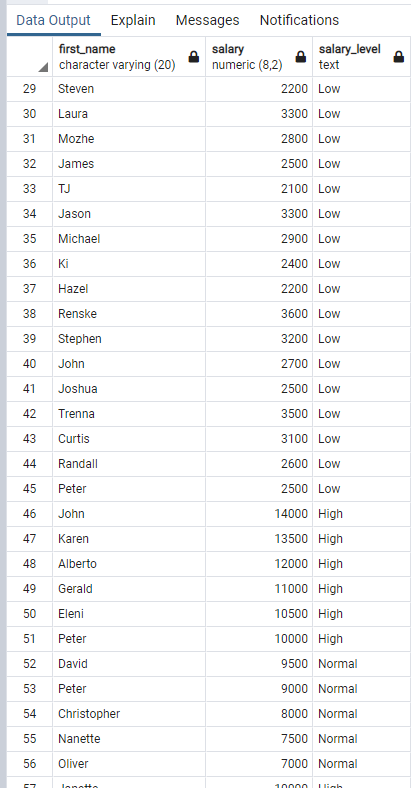 Data Output Explain Messages Notifications
first_name salary salary_level
character varying (20) numeric (8,2) text
29 Steven 2200 Low
30 Laura 3300 Low
31 Mozhe 2800 Low
32 James 2500 Low
33 TJ 2100 Low
34 Jason 3300 Low
35 Michael 2900 Low
36 Ki 2400 Low
37 Hazel 2200 Low
38 Renske 3600 Low
39 Stephen 3200 Low
40 John 2700 Low
41 Joshua 2500 Low
42 Trenna 3500 Low
43 Curtis 3100 Low
44 Randall 2600 Low
45 Peter 2500 Low
46 John 14000 High
47 Karen 13500 High
48 Alberto 12000 High
49 Gerald 11000 High
50 Eleni 10500 High
51 Peter 10000 High
52 David 9500 Normal
53 Peter 9000 Normal
54 Christopher 8000 Normal
55 Nanette 7500 Normal
56 Oliver 7000 Normal
57 10000 High